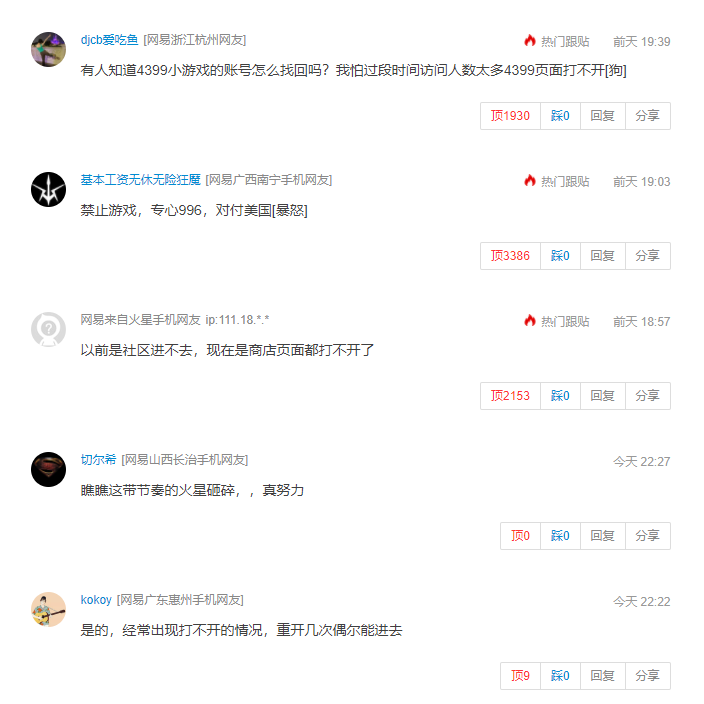 djcb爱吃鱼 [网易浙江杭州网友] 热门跟贴 前天 19:39
有人知道4399小游戏的账号怎么找回吗？我怕过段时间访问人数太多4399页面打不开[狗]
顶1930 踩0 回复 分享
基本工资无休无险狂魔 [网易广西南宁手机网友] 热门跟贴 前天 19:03
禁止游戏，专心996，对付美国[暴怒]
顶3386 踩0 回复 分享
网易来自火星手机网友 ip:111.18.*.* 热门跟贴 前天 18:57
以前是社区进不去，现在是商店页面都打不开了
顶2153 踩0 回复 分享
切尔希 [网易山西长治手机网友] 今天 22:27
瞧瞧这带节奏的火星砸碎，，真努力
顶0 踩0 回复 分享
kokoy [网易广东惠州手机网友] 今天 22:22
是的，经常出现打不开的情况，重开几次偶尔能进去
顶9 踩0 回复 分享